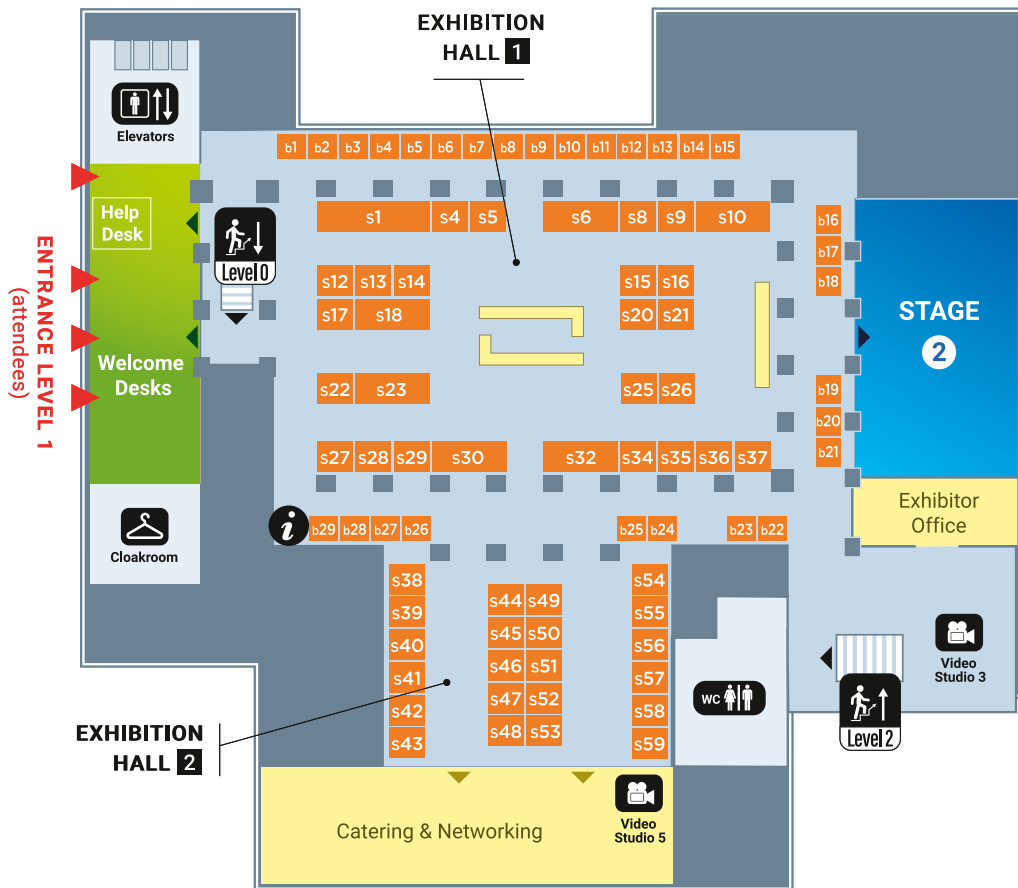 EXHIBITION
HALL 1
Elevators
b1 b2 b3 b4 b5 b6 b7 b8 b9 b10 b11 b12 b13 b14 b15
Help
Desk
s1 s4 s5 s6 s8 s9 s10
b16
b17
b18
Level 0
s12 s13 s14 s15 s16
s17 s18 s20 s21
ENTRANCE LEVEL 1
(attendees)
Welcome
Desks
STAGE
2
s22 s23 s25 s26
b19
b20
b21
s27 s28 s29 s30 s32 s34 s35 s36 s37
Exhibitor
Office
i
b29 b28 b27 b26 b25 b24 b23 b22
Cloakroom
s38
s39
s40
s41
s42
s43
s44 s49
s45 s50
s46 s51
s47 s52
s48 s53
s54
s55
s56
s57
s58
s59
WC
Video
Studio 3
Level 2
EXHIBITION
HALL 2
Catering & Networking
Video
Studio 5